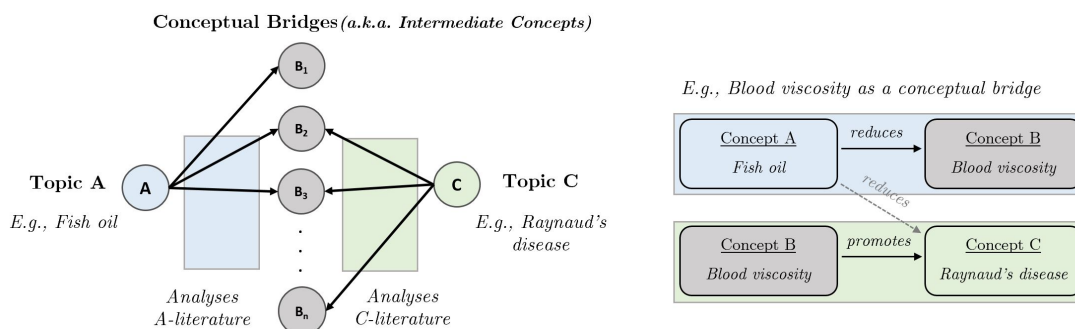 Conceptual Bridges(a.k.a. Intermediate Concepts)
B1
B2
B3
Bn
A
C
Topic A
E.g., Fish oil
Topic C
E.g., Raynaud's
disease
Analyses
A-literature
Analyses
C-literature
E.g., Blood viscosity as a conceptual bridge
Concept A
Fish oil
reduces
Concept B
Blood viscosity
reduces
Concept B
Blood viscosity
promotes
Concept C
Raynaud's disease